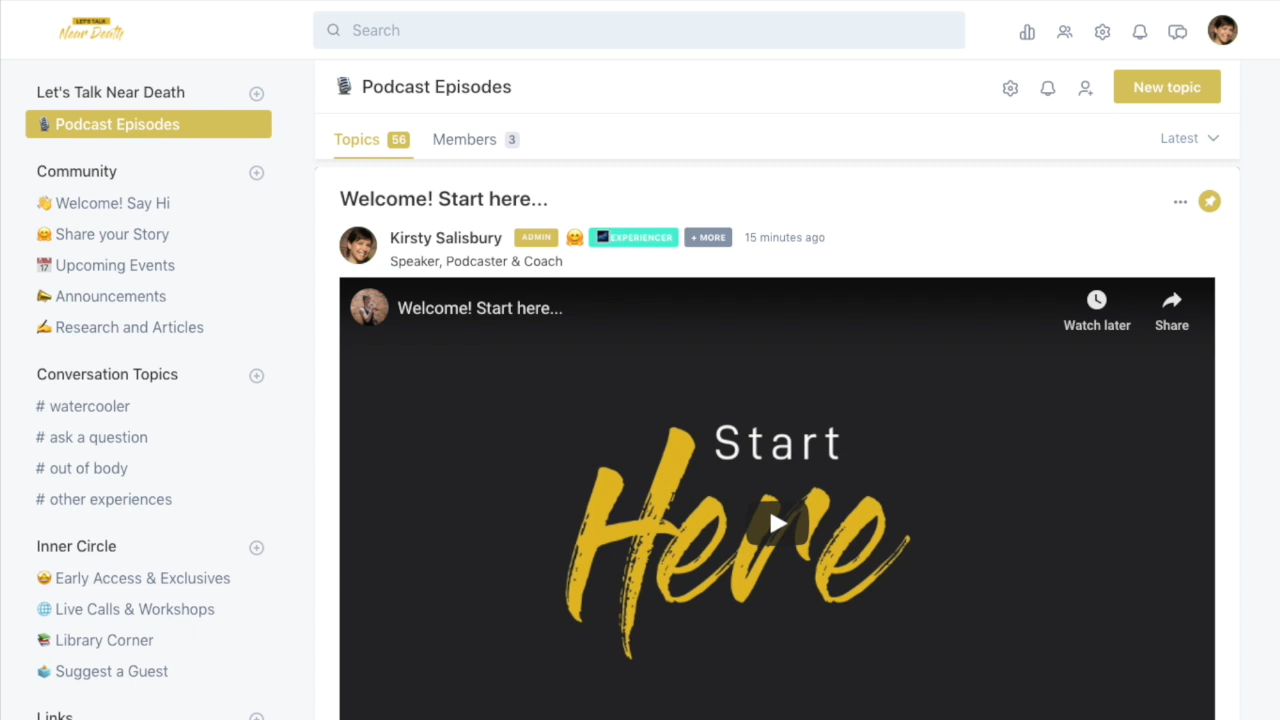 LET'S TALK
Near Death
Search
Let's Talk Near Death
Podcast Episodes
Community
Welcome! Say Hi
Share your Story
Upcoming Events
Announcements
Research and Articles
Conversation Topics
# watercooler
# ask a question
# out of body
# other experiences
Inner Circle
Early Access & Exclusives
Live Calls & Workshops
Library Corner
Suggest a Guest
Links
Podcast Episodes
New topic
Topics 56 Members 3
Latest
Welcome! Start here...
Kirsty Salisbury ADMIN EXPERIENCER + MORE 15 minutes ago
Speaker, Podcaster & Coach
Welcome! Start here...
Watch later Share
Start
Here